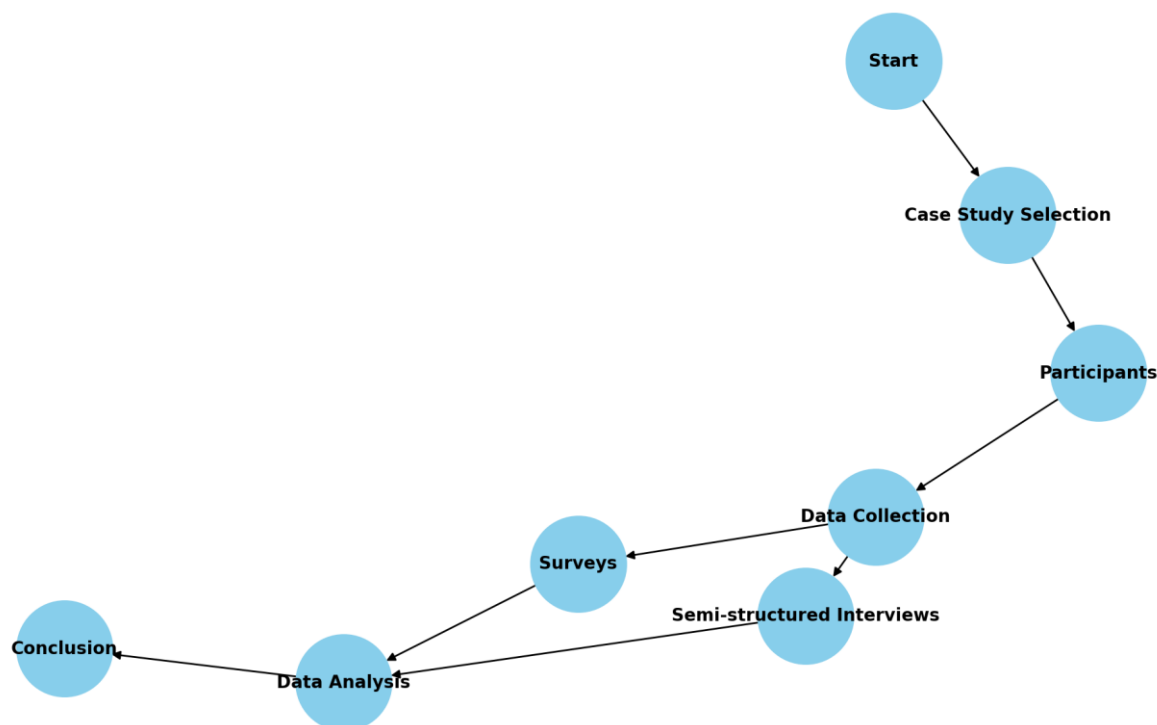 Start
Case Study Selection
Participants
Data Collection
Surveys
Semi-structured Interviews
Conclusion
Data Analysis